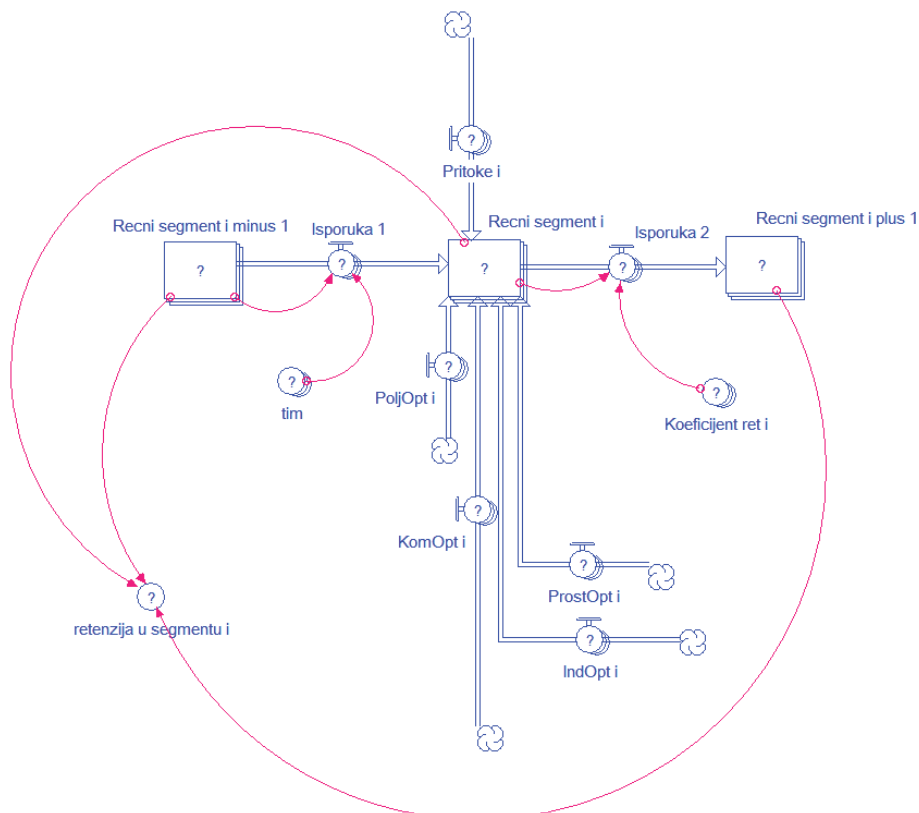 ?
Pritoke i
Recni segment i minus 1
Isporuka 1
Recni segment i
Isporuka 2
Recni segment i plus 1
?
?
?
?
?
?
tim
?
PoljOpt i
?
Koeficijent ret i
?
KomOpt i
?
ProstOpt i
?
retenzija u segmentu i
?
IndOpt i